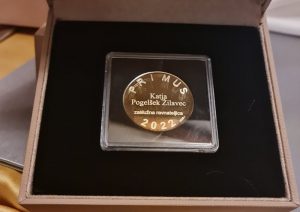 PRIMUS
Katja
Pogelšek Žilavec
zaslužna ravnateljica
2022